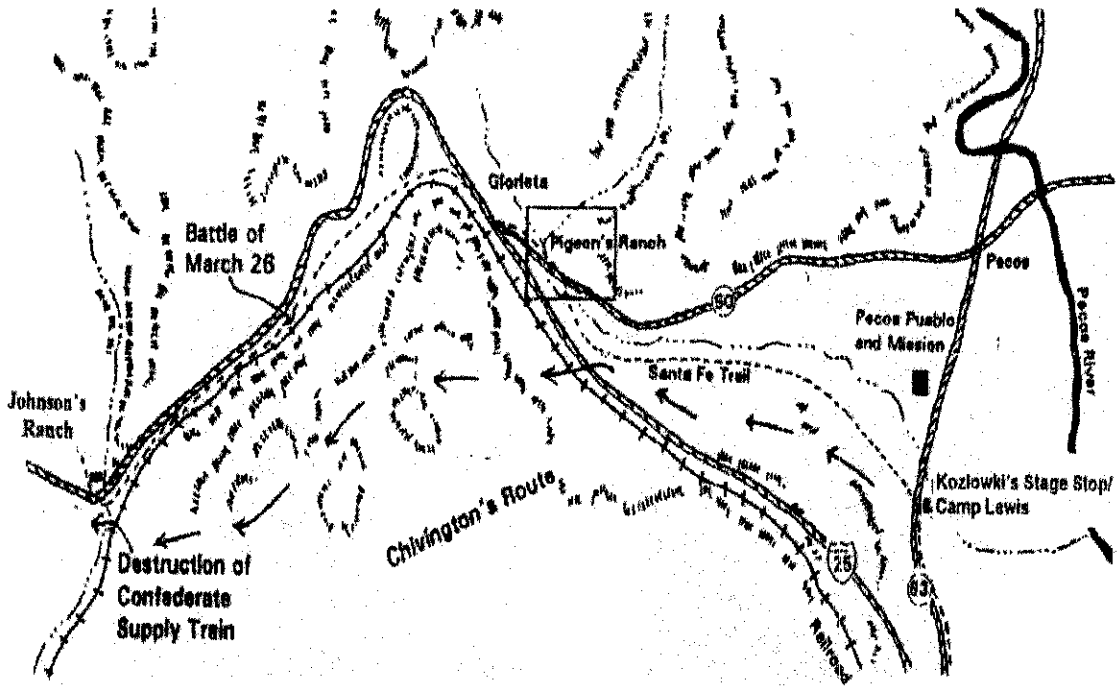 Glorieta
Battle of
March 26
Pigeon's Ranch
50
Pecos
Pecos River
Pecos Pueblo
and Mission
Santa Fe Trail
Johnson's
Ranch
Kozlowki's Stage Stop/
Camp Lewis
Chivington's Route
Destruction of
Confederate
Supply Train
25
63
Railroad